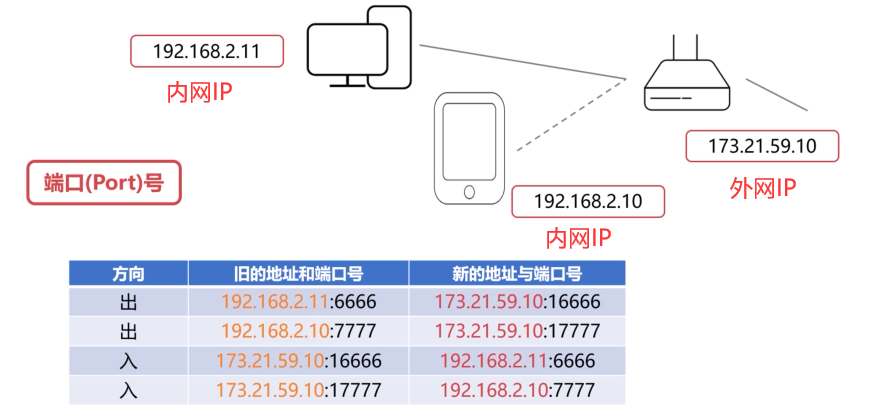 192.168.2.11
内网IP
173.21.59.10
外网IP
端口(Port)号
192.168.2.10
内网IP
方向 旧的地址和端口号 新的地址与端口号
出 192.168.2.11:6666 173.21.59.10:16666
出 192.168.2.10:7777 173.21.59.10:17777
入 173.21.59.10:16666 192.168.2.11:6666
入 173.21.59.10:17777 192.168.2.10:7777